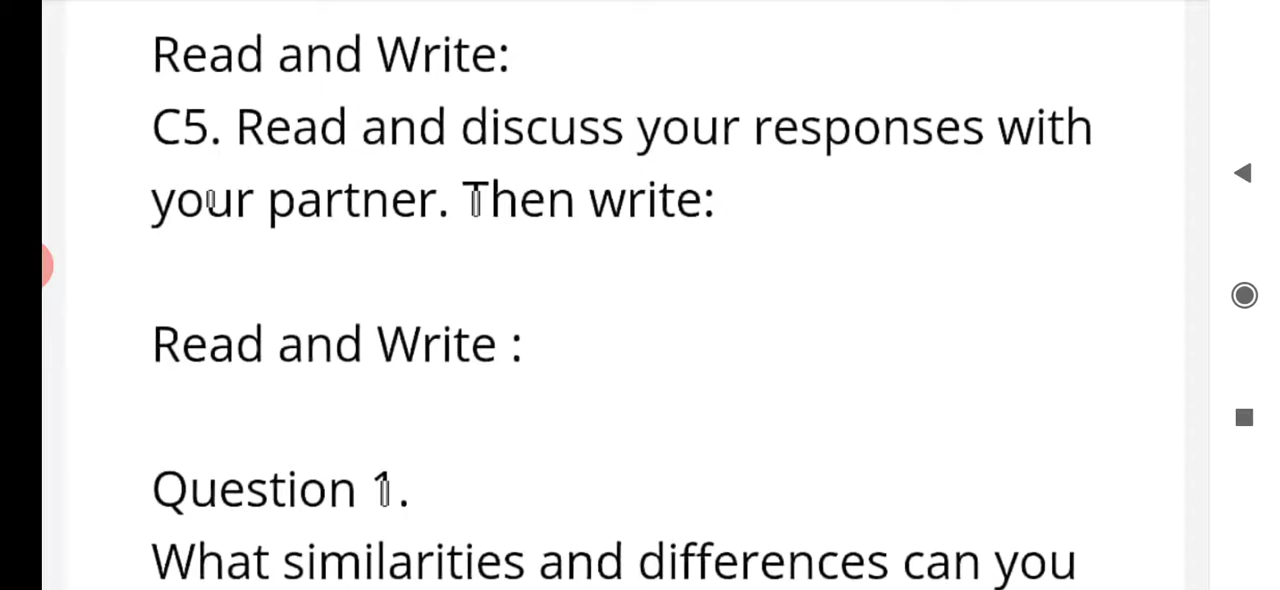 Read and Write:
C5. Read and discuss your responses with
your partner. Then write:
Read and Write :
Question 1.
What similarities and differences can you